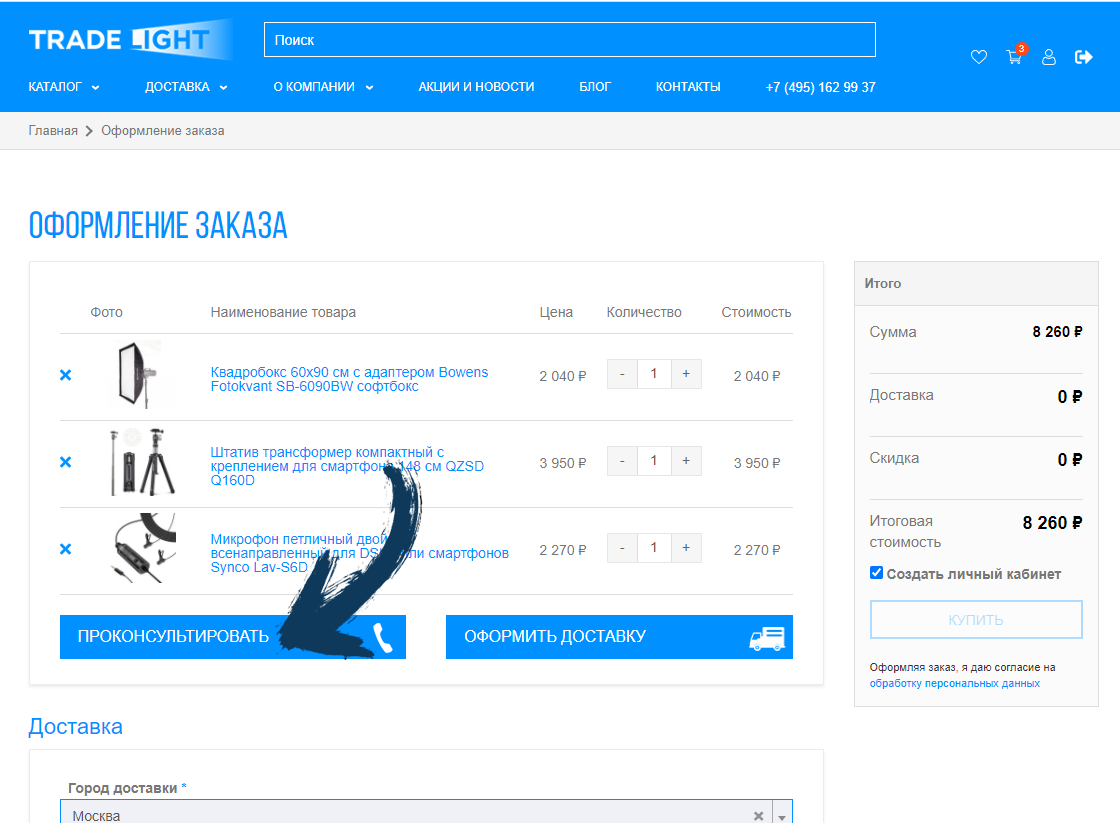 TRADE LIGHT
Поиск
3
КАТАЛОГ
ДОСТАВКА
О КОМПАНИИ
АКЦИИ И НОВОСТИ
БЛОГ
КОНТАКТЫ
+7 (495) 162 99 37
Главная
Оформление заказа
ОФОРМЛЕНИЕ ЗАКАЗА
Фото
Наименование товара
Цена
Количество
Стоимость
Квадробокс 60х90 см с адаптером Bowens
Fotokvant SB-6090BW софтбокс
2 040 ₽
- 1 +
2 040 ₽
Штатив трансформер компактный с
креплением для смартфона 148 см QZSD
Q160D
3 950 ₽
- 1 +
3 950 ₽
Микрофон петличный двой
всенаправленный для DS ли смартфонов
Synco Lav-S6D
2 270 ₽
- 1 +
2 270 ₽
ПРОКОНСУЛЬТИРОВАТЬ
ОФОРМИТЬ ДОСТАВКУ
Итого
Сумма 8 260 ₽
Доставка 0 ₽
Скидка 0 ₽
Итоговая
стоимость
8 260 ₽
Создать личный кабинет
КУПИТЬ
Оформляя заказ, я даю согласие на
обработку персональных данных
Доставка
Город доставки *
Москва